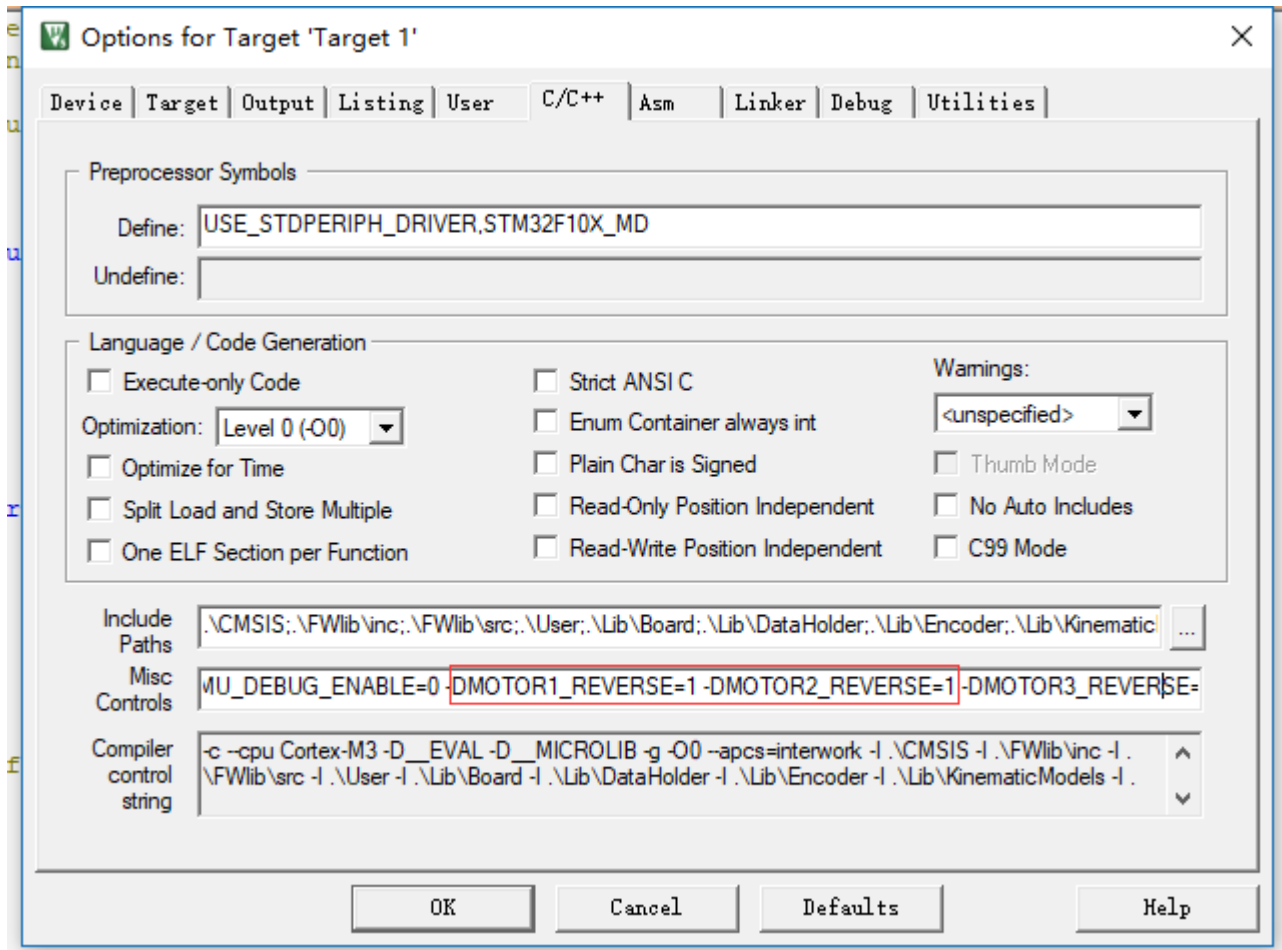 Options for Target 'Target 1'
Device Target Output Listing User C/C++ Asm Linker Debug Utilities
Preprocessor Symbols
Define: USE_STDPERIPH_DRIVER,STM32F10X_MD
Undefine:
Language / Code Generation
Execute-only Code
Optimization: Level 0 (-O0)
Optimize for Time
Split Load and Store Multiple
One ELF Section per Function
Strict ANSI C
Enum Container always int
Plain Char is Signed
Read-Only Position Independent
Read-Write Position Independent
Warnings:
<unspecified>
Thumb Mode
No Auto Includes
C99 Mode
Include Paths .\CMSIS;.\FWlib\inc;.\FWlib\src;.\User;.\Lib\Board;.\Lib\DataHolder;.\Lib\Encoder;.\Lib\Kinematic ...
Misc Controls MU_DEBUG_ENABLE=0 -DMOTOR1_REVERSE=1 -DMOTOR2_REVERSE=1 -DMOTOR3_REVERSE=
Compiler control string
-c --cpu Cortex-M3 -D__EVAL -D__MICROLIB -g -O0 --apcs=interwork -I .\CMSIS -I .\FWlib\inc -I .
\FWlib\src -I .\User -I .\Lib\Board -I .\Lib\DataHolder -I .\Lib\Encoder -I .\Lib\KinematicModels -I .
OK Cancel Defaults Help